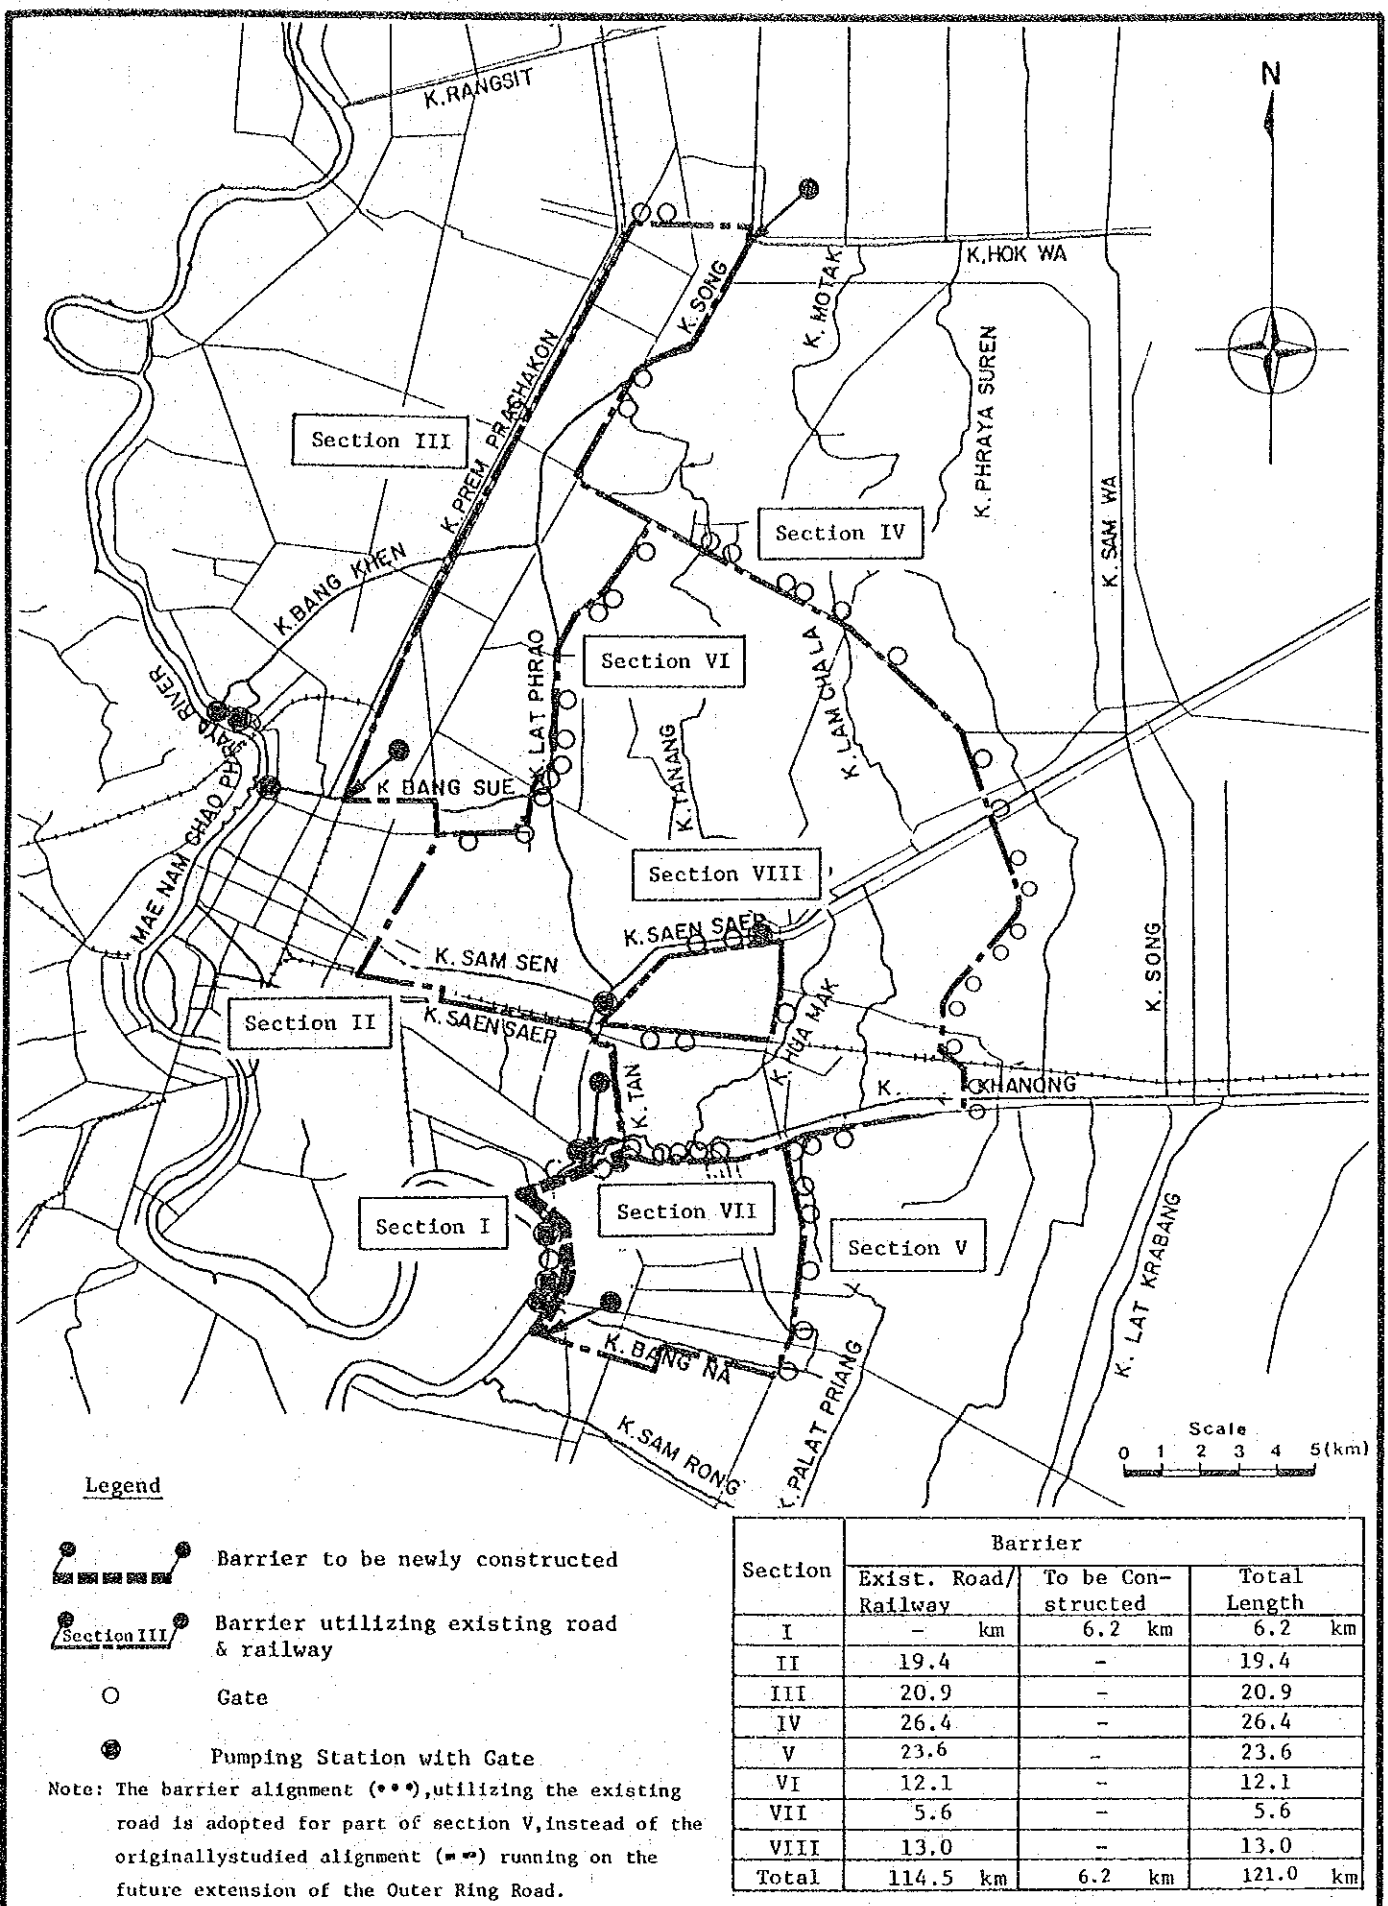 K.RANGSIT
N
K.HOK WA
K. SONG
K. MOTAK
K. PHRAYA SUREN
K. PREM PRACHAKON
Section III
Section IV
K. SAM WA
K.BANG KHEN
K. LAT PHRAO
Section VI
K. LAM CHALA
K.TANANG
MAE NAM CHAO PHRAYA RIVER
K BANG SUE
Section VIII
K.SAEN SAEP
K. SAM SEN
K. SONG
Section II
K. SAEN SAEP
K. HUA MAK
K. TAN
K. KHANONG
Section I
Section VII
Section V
K. LAT KRABANG
K. BANG NA
K. PALAT PRIANG
K. SAM RONG
Scale
0 1 2 3 4 5(km)
Legend
Barrier to be newly constructed
Section III
Barrier utilizing existing road
& railway
Gate
Pumping Station with Gate
Note: The barrier alignment (•••),utilizing the existing
road is adopted for part of section V,instead of the
originallystudied alignment (▬ ▬) running on the
future extension of the Outer Ring Road.
Section Barrier
Exist. Road/ Railway To be Con-structed Total Length
I – km 6.2 km 6.2 km
II 19.4 – 19.4
III 20.9 – 20.9
IV 26.4 – 26.4
V 23.6 – 23.6
VI 12.1 – 12.1
VII 5.6 – 5.6
VIII 13.0 – 13.0
Total 114.5 km 6.2 km 121.0 km